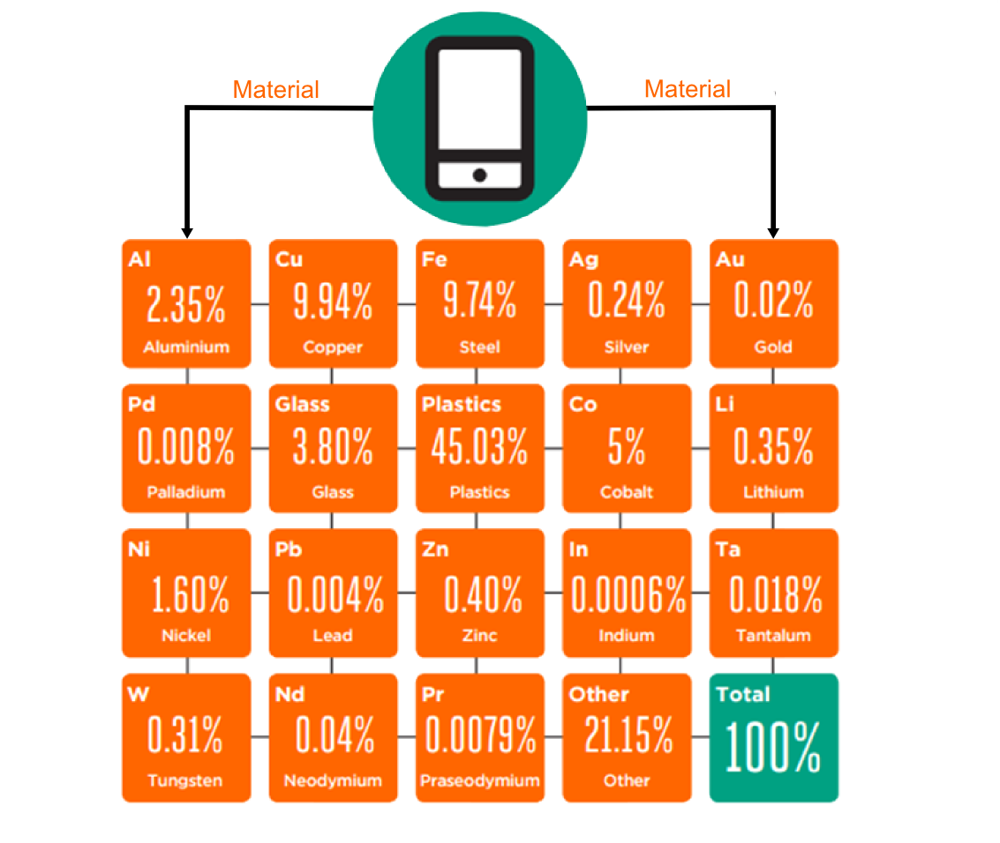 Material
Material
Al
2.35%
Aluminium
Cu
9.94%
Copper
Fe
9.74%
Steel
Ag
0.24%
Silver
Au
0.02%
Gold
Pd
0.008%
Palladium
Glass
3.80%
Glass
Plastics
45.03%
Plastics
Co
5%
Cobalt
Li
0.35%
Lithium
Ni
1.60%
Nickel
Pb
0.004%
Lead
Zn
0.40%
Zinc
In
0.0006%
Indium
Ta
0.018%
Tantalum
W
0.31%
Tungsten
Nd
0.04%
Neodymium
Pr
0.0079%
Praseodymium
Other
21.15%
Other
Total
100%